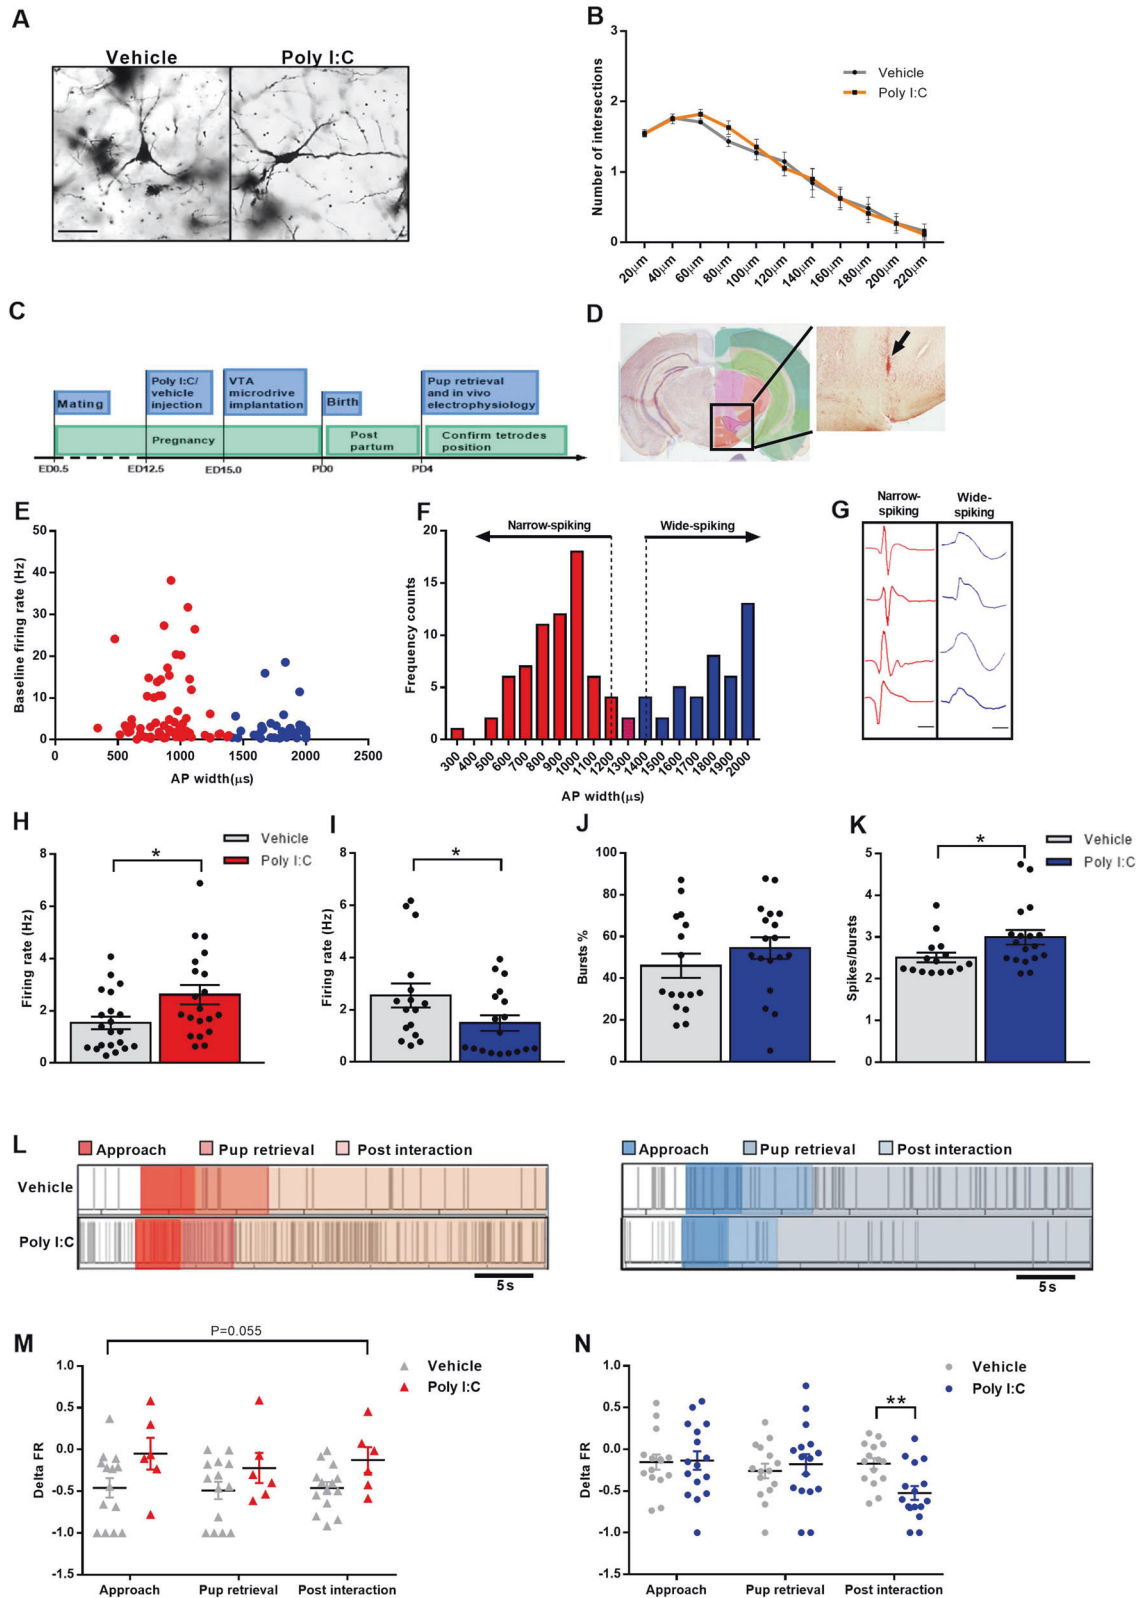 A
Vehicle
Poly I:C
B
Number of intersections
3
2
1
0
Vehicle
Poly I:C
20μm
40μm
60μm
80μm
100μm
120μm
140μm
160μm
180μm
200μm
220μm
C
Mating
Poly I:C/
vehicle
injection
VTA
microdrive
implantation
Birth
Pup retrieval
and in vivo
electrophysiology
Pregnancy
Post
partum
Confirm tetrodes
position
ED0.5
ED12.5
ED15.0
PD0
PD4
D
E
Baseline firing rate (Hz)
50
40
30
20
10
0
0
500
1000
1500
2000
2500
AP width(μs)
F
Narrow-spiking
Wide-spiking
Frequency counts
20
15
10
5
0
300
400
500
600
700
800
900
1000
1100
1200
1300
1400
1500
1600
1700
1800
1900
2000
AP width(μs)
G
Narrow-
spiking
Wide-
spiking
H
Vehicle
Poly I:C
*
Firing rate (Hz)
8
6
4
2
0
I
*
Firing rate (Hz)
8
6
4
2
0
J
Bursts %
100
80
60
40
20
0
K
Vehicle
Poly I:C
*
Spikes/bursts
5
4
3
2
1
0
L
Approach
Pup retrieval
Post interaction
Vehicle
Poly I:C
5s
Approach
Pup retrieval
Post interaction
5s
M
P=0.055
Vehicle
Poly I:C
Delta FR
1.0
0.5
0.0
-0.5
-1.0
-1.5
Approach
Pup retrieval
Post interaction
N
Vehicle
Poly I:C
**
Delta FR
1.0
0.5
0.0
-0.5
-1.0
-1.5
Approach
Pup retrieval
Post interaction